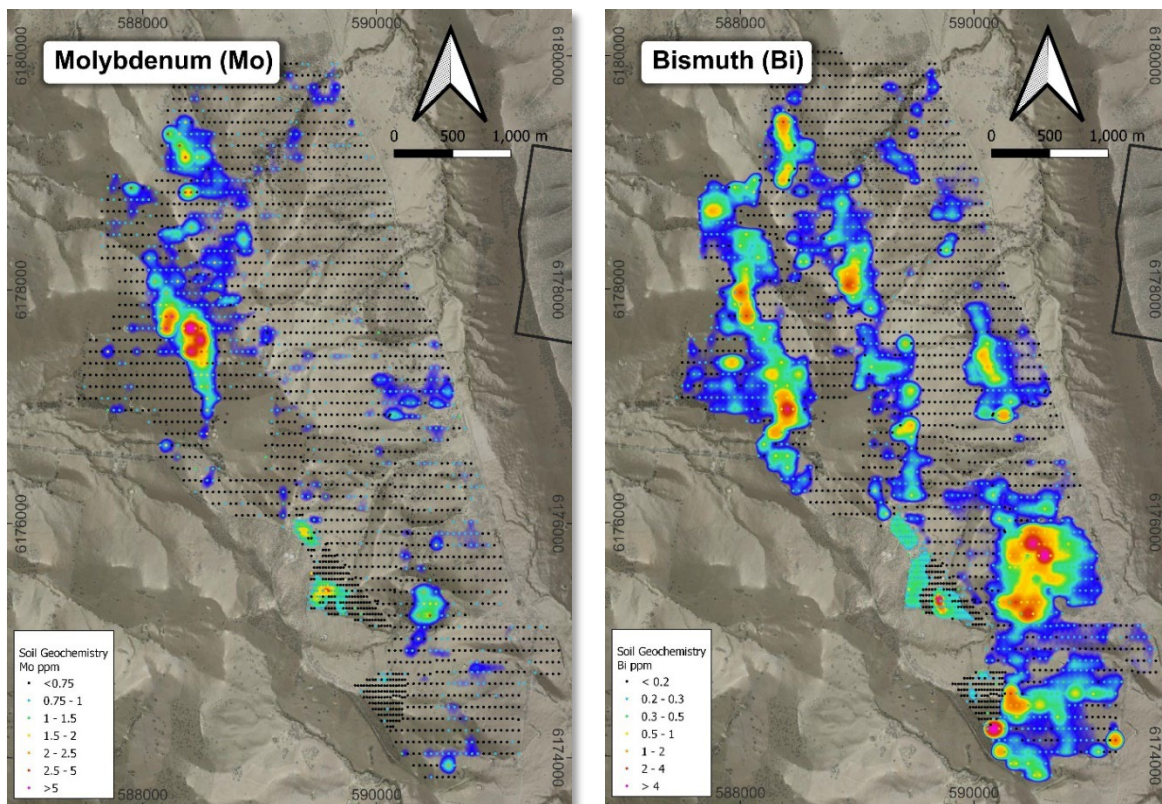 588000
590000
Molybdenum (Mo)
6180000
0 500 1,000 m
6178000
6176000
6174000
Soil Geochemistry
Mo ppm
<0.75
0.75 - 1
1 - 1.5
1.5 - 2
2 - 2.5
2.5 - 5
>5
588000
590000
588000
590000
6180000
Bismuth (Bi)
6180000
0 500 1,000 m
6178000
6178000
6176000
6176000
6174000
Soil Geochemistry
Bi ppm
< 0.2
0.2 - 0.3
0.3 - 0.5
0.5 - 1
1 - 2
2 - 4
> 4
588000
590000
6174000